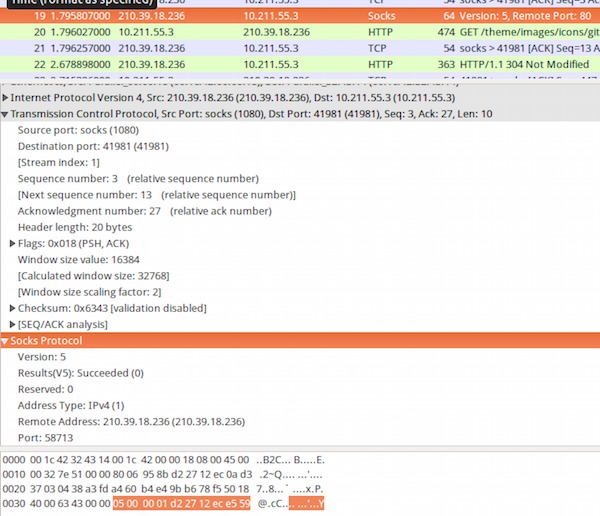 Time (format as specified)
19 1.795807000 210.39.18.236 10.211.55.3 Socks 64 Version: 5, Remote Port: 80
20 1.796027000 10.211.55.3 210.39.18.236 HTTP 474 GET /theme/images/icons/git
21 1.796257000 210.39.18.236 10.211.55.3 TCP 54 socks > 41981 [ACK] Seq=13 A
22 2.678898000 210.39.18.236 10.211.55.3 HTTP 363 HTTP/1.1 304 Not Modified
Internet Protocol Version 4, Src: 210.39.18.236 (210.39.18.236), Dst: 10.211.55.3 (10.211.55.3)
Transmission Control Protocol, Src Port: socks (1080), Dst Port: 41981 (41981), Seq: 3, Ack: 27, Len: 10
Source port: socks (1080)
Destination port: 41981 (41981)
[Stream index: 1]
Sequence number: 3 (relative sequence number)
[Next sequence number: 13 (relative sequence number)]
Acknowledgment number: 27 (relative ack number)
Header length: 20 bytes
Flags: 0x018 (PSH, ACK)
Window size value: 16384
[Calculated window size: 32768]
[Window size scaling factor: 2]
Checksum: 0x6343 [validation disabled]
[SEQ/ACK analysis]
Socks Protocol
Version: 5
Results(V5): Succeeded (0)
Reserved: 0
Address Type: IPv4 (1)
Remote Address: 210.39.18.236 (210.39.18.236)
Port: 58713
0000 00 1c 42 32 43 14 00 1c 42 00 00 18 08 00 45 00 ..B2C... B.....E.
0010 00 32 7e 51 00 00 80 06 95 8b d2 27 12 ec 0a d3 .2~Q.... ...'....
0020 37 03 04 38 a3 fd a4 60 b4 e4 9b b6 78 f5 50 18 7..8...` ....x.P.
0030 40 00 63 43 00 00 05 00 00 01 d2 27 12 ec e5 59 @.cC.... ...'...Y